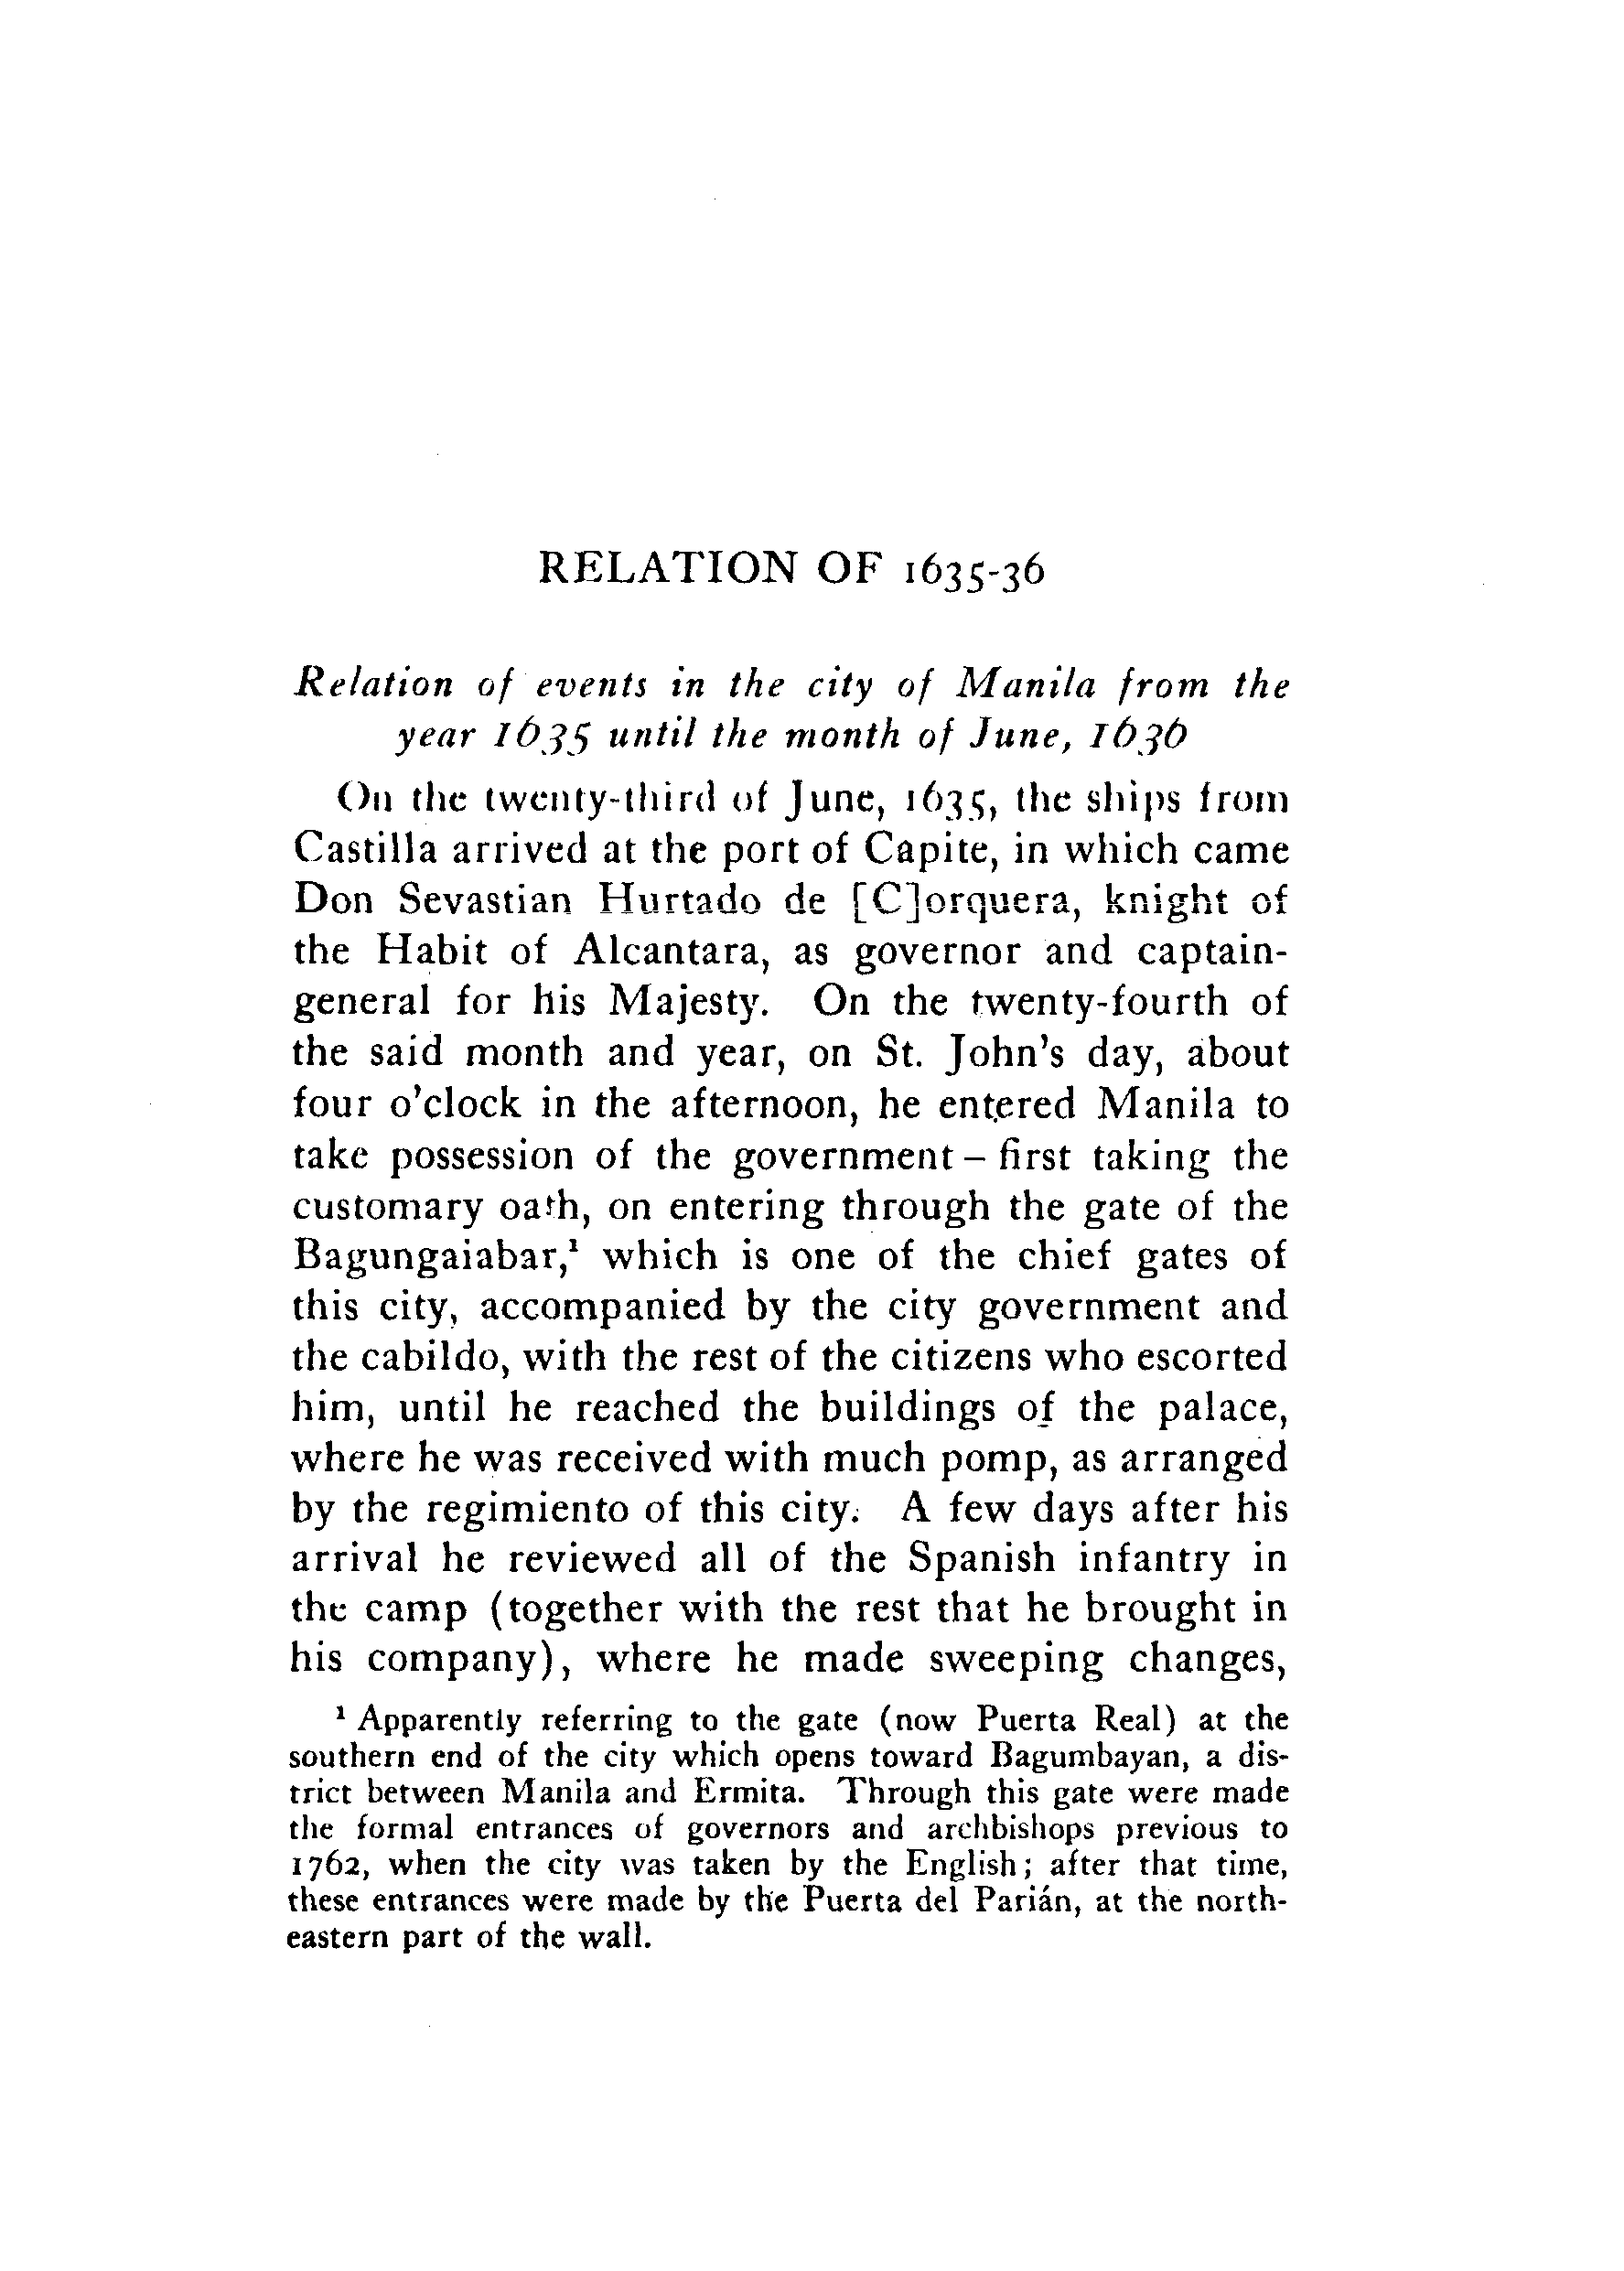 RELATION OF 1635-36
Relation of events in the city of Manila from the
year 1635 until the month of June, 1636
On the twenty-third of June, 1635, the ships from
Castilla arrived at the port of Capite, in which came
Don Sevastian Hurtado de [C]orquera, knight of
the Habit of Alcantara, as governor and captain-
general for his Majesty. On the twenty-fourth of
the said month and year, on St. John's day, about
four o'clock in the afternoon, he entered Manila to
take possession of the government – first taking the
customary oath, on entering through the gate of the
Bagungaiabar,¹ which is one of the chief gates of
this city, accompanied by the city government and
the cabildo, with the rest of the citizens who escorted
him, until he reached the buildings of the palace,
where he was received with much pomp, as arranged
by the regimiento of this city. A few days after his
arrival he reviewed all of the Spanish infantry in
the camp (together with the rest that he brought in
his company), where he made sweeping changes,
¹ Apparently referring to the gate (now Puerta Real) at the
southern end of the city which opens toward Bagumbayan, a dis-
trict between Manila and Ermita. Through this gate were made
the formal entrances of governors and archbishops previous to
1762, when the city was taken by the English; after that time,
these entrances were made by the Puerta del Parián, at the north-
eastern part of the wall.